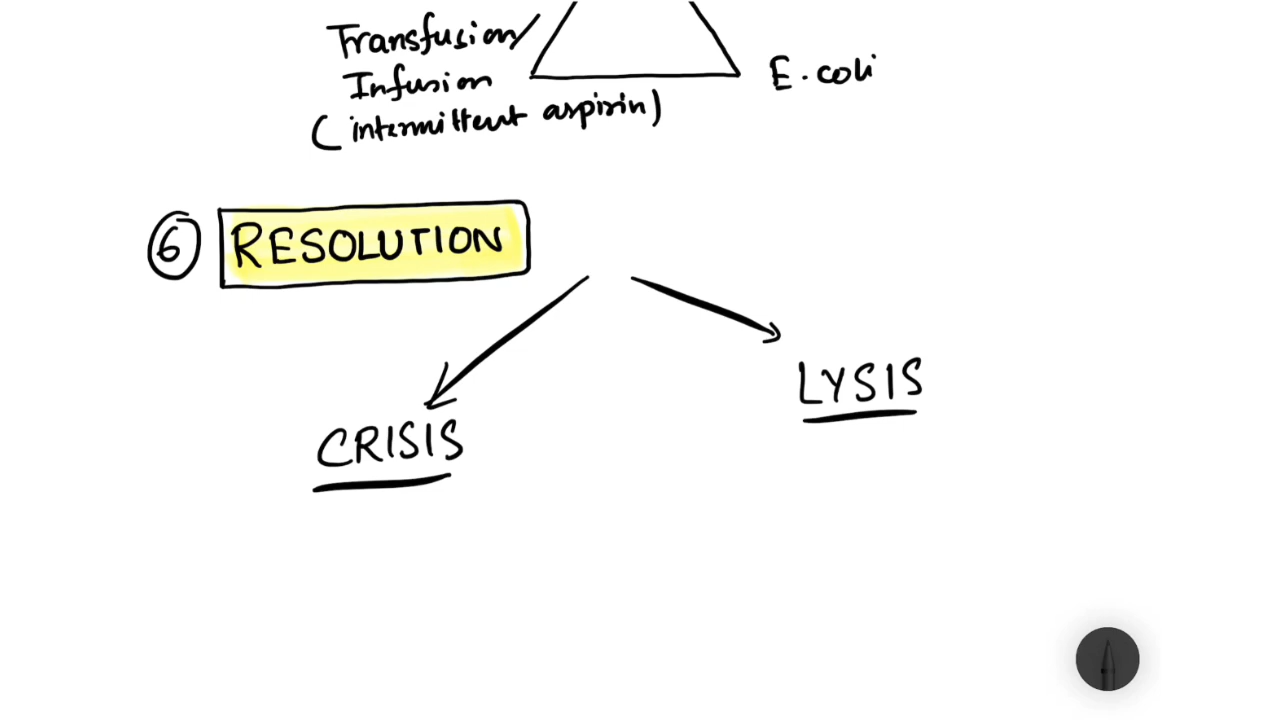 Transfusion/
Infusion
(intermittent aspirin)
E. coli
6 RESOLUTION
CRISIS
LYSIS